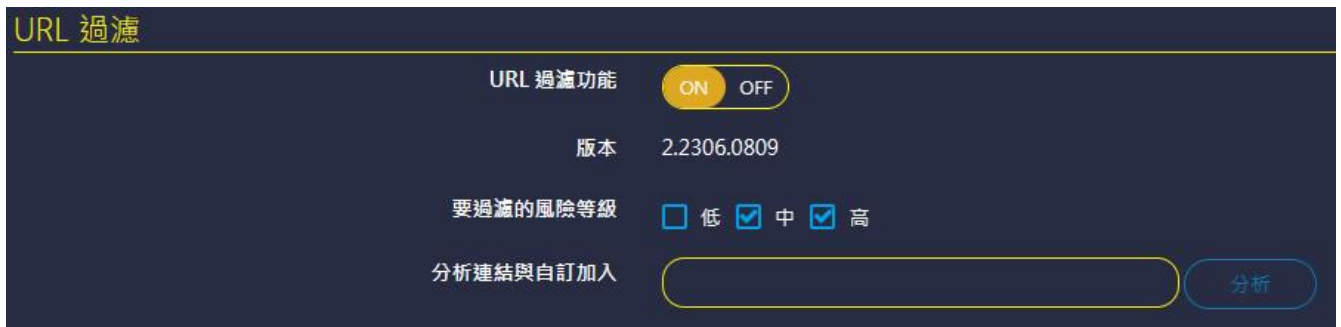 URL 過濾
URL 過濾功能 ON OFF
版本 2.2306.0809
要過濾的風險等級 低 中 高
分析連結與自訂加入 分析